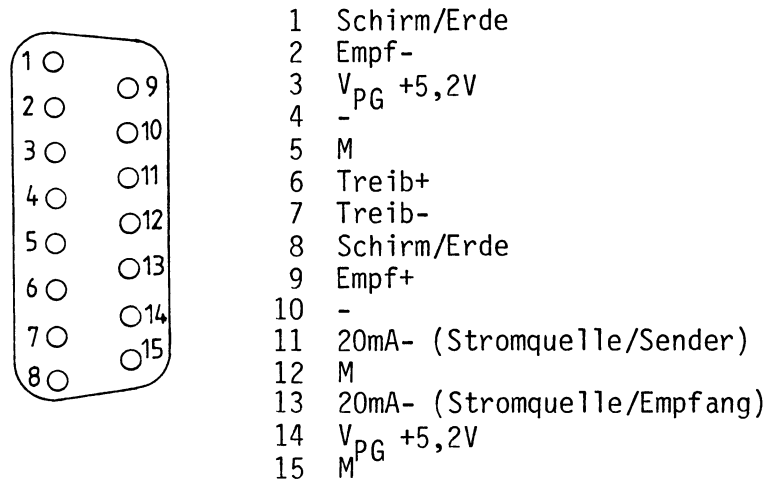 1 Schirm/Erde
2 Empf-
3 VPG +5,2V
4 -
5 M
6 Treib+
7 Treib-
8 Schirm/Erde
9 Empf+
10 -
11 20mA- (Stromquelle/Sender)
12 M
13 20mA- (Stromquelle/Empfang)
14 VPG +5,2V
15 M
1
2
3
4
5
6
7
8
9
10
11
12
13
14
15